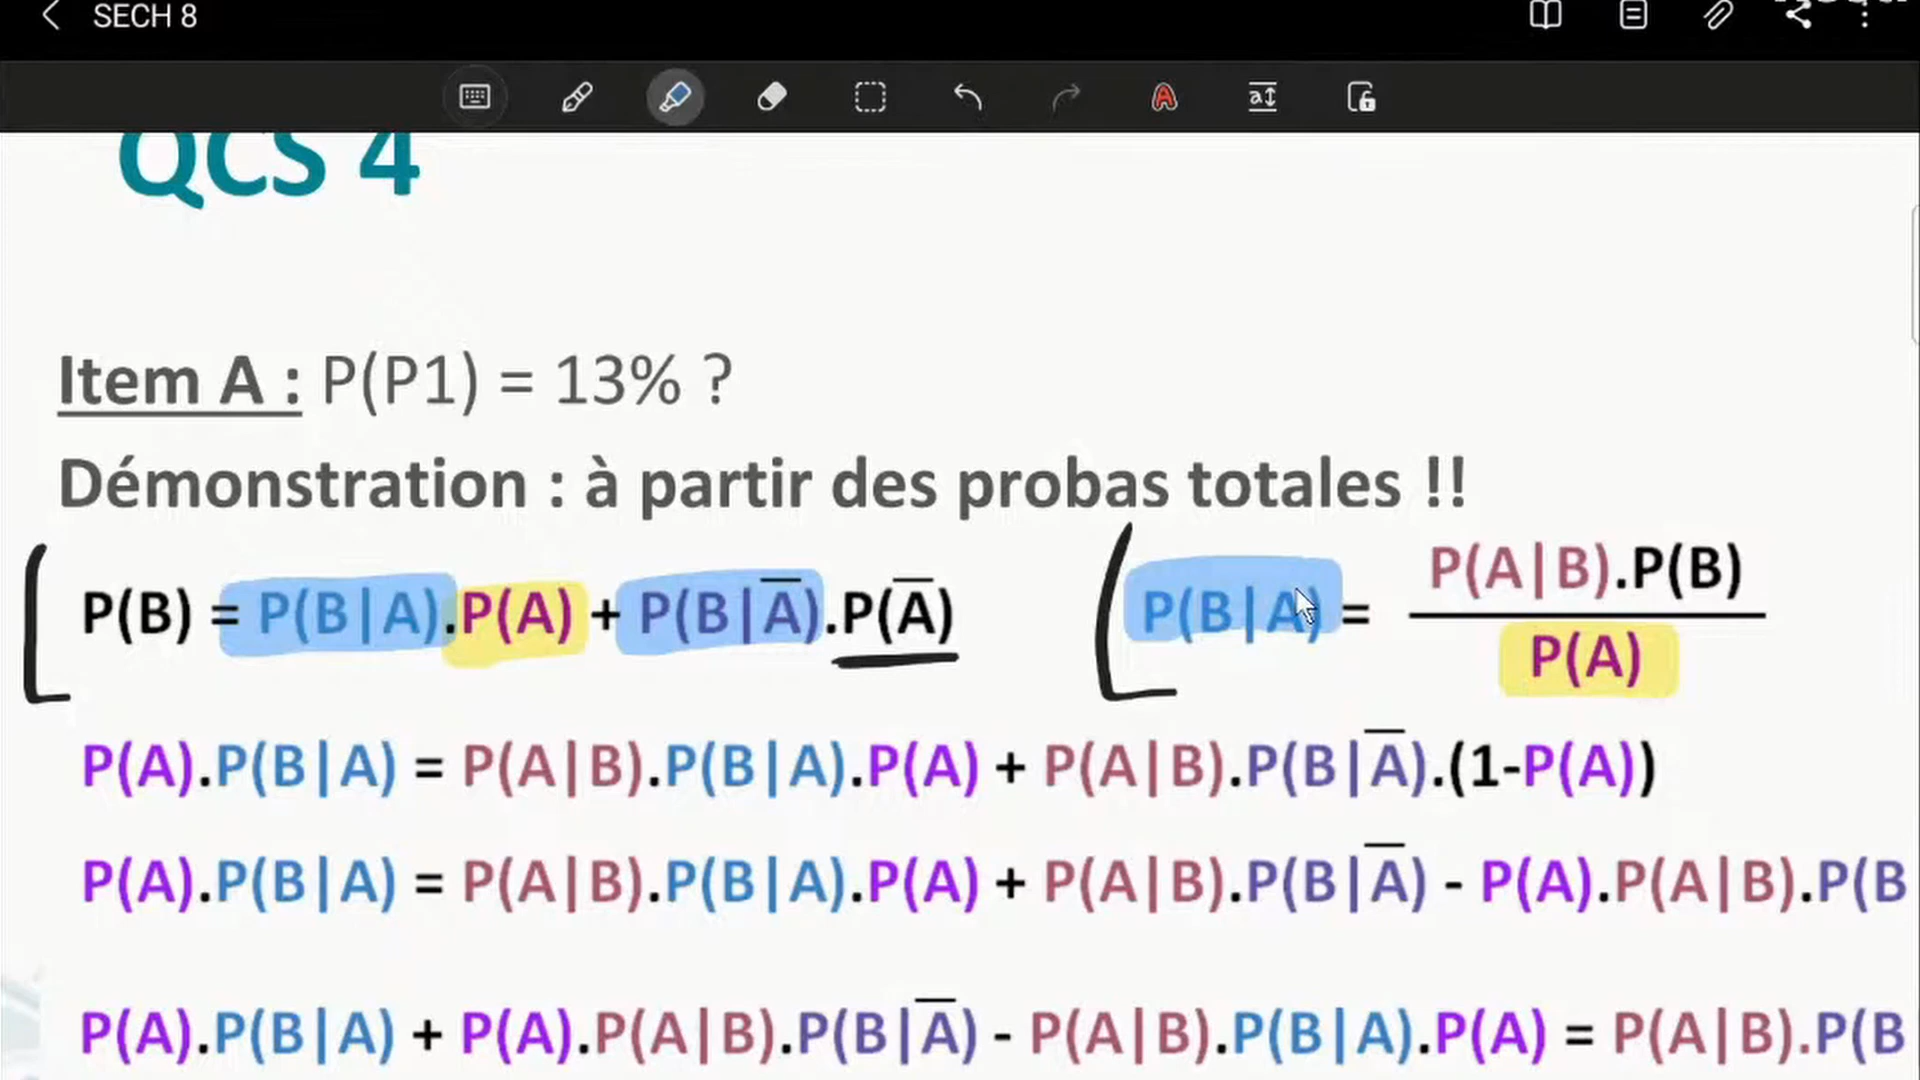 SECH 8
QCS 4
Item A : P(P1) = 13% ?
Démonstration : à partir des probas totales !!
P(B) = P(B|A).P(A) + P(B|A̅).P(A̅)
P(B|A) = P(A|B).P(B)
P(A)
P(A).P(B|A) = P(A|B).P(B|A).P(A) + P(A|B).P(B|A̅).(1-P(A))
P(A).P(B|A) = P(A|B).P(B|A).P(A) + P(A|B).P(B|A̅) - P(A).P(A|B).P(B
P(A).P(B|A) + P(A).P(A|B).P(B|A̅) - P(A|B).P(B|A).P(A) = P(A|B).P(B